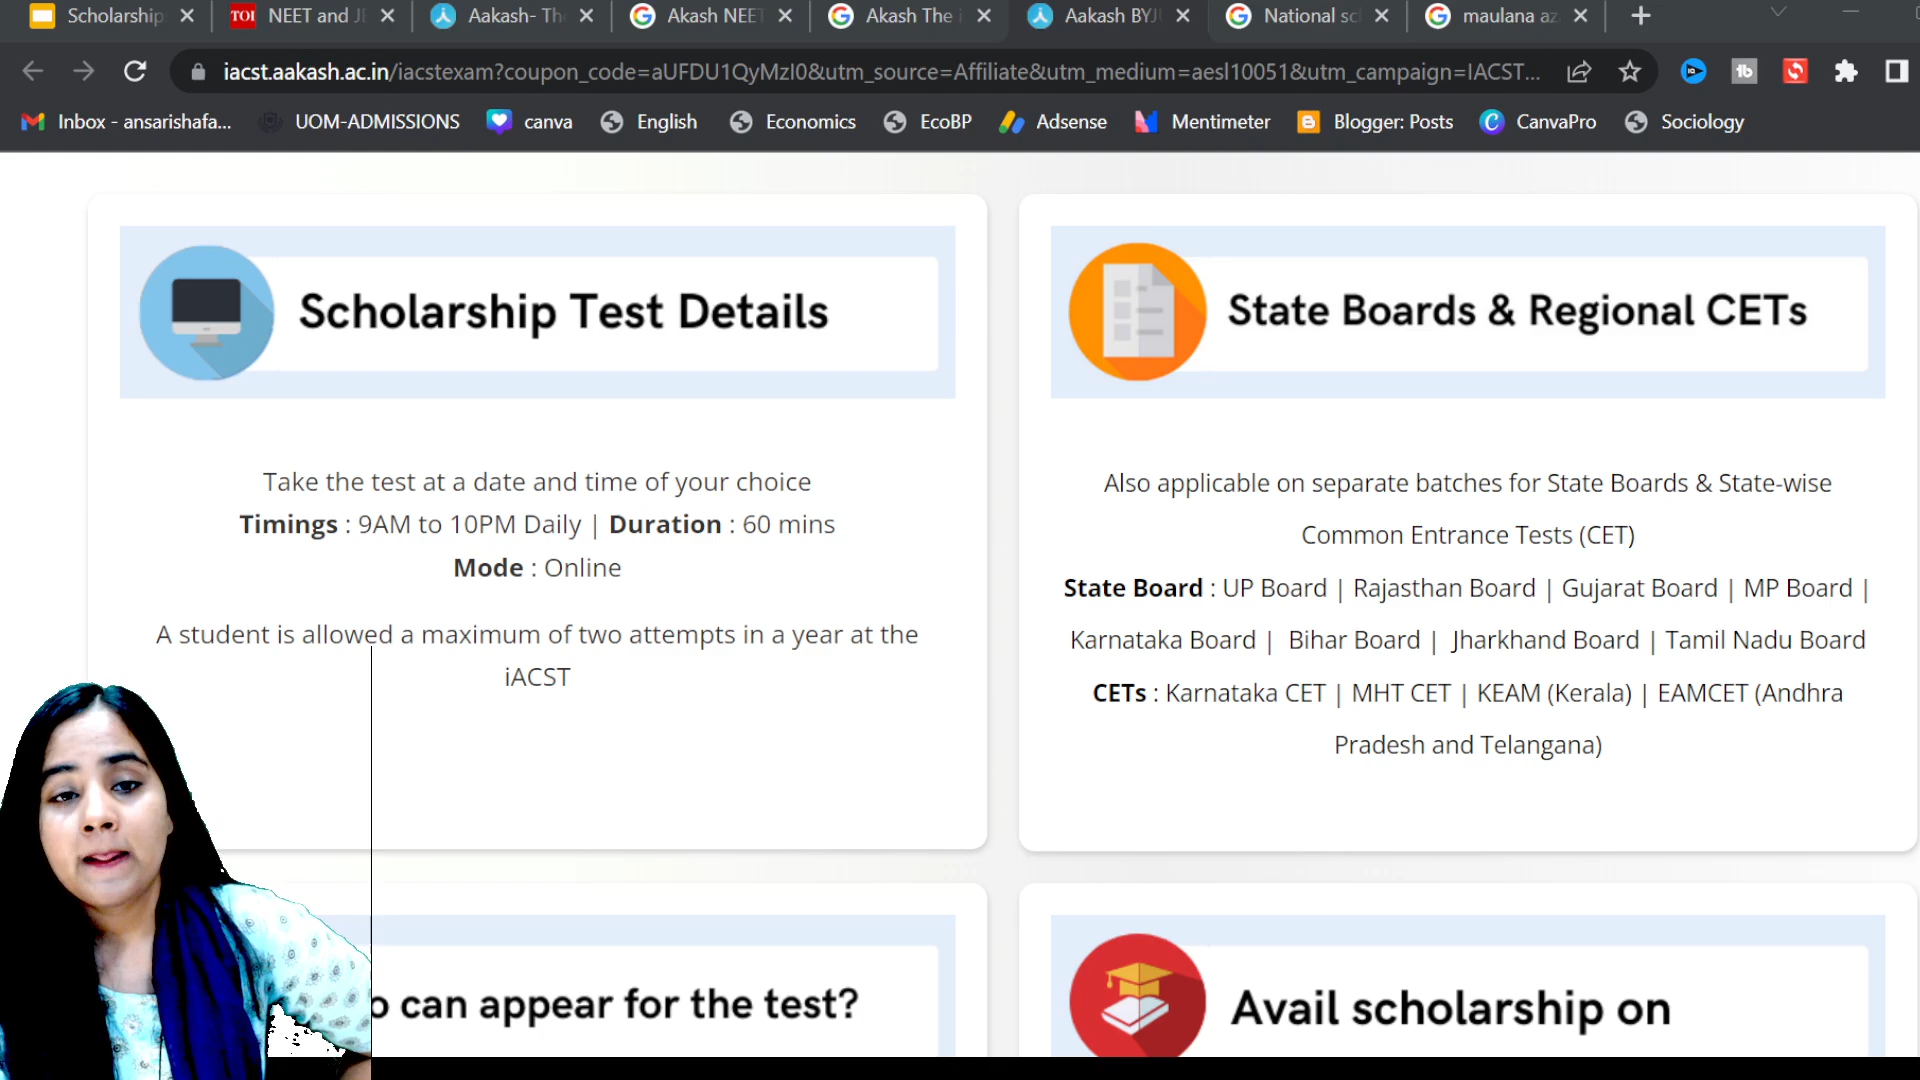 Scholarship
TOI NEET and JE
Aakash- Th
Akash NEET
Akash The i
Aakash BYJU
National sc
maulana az
iacst.aakash.ac.in/iacstexam?coupon_code=aUFDU1QyMzI0&utm_source=Affiliate&utm_medium=aesl10051&utm_campaign=IACST...
Inbox - ansarishafa...
UOM-ADMISSIONS
canva
English
Economics
EcoBP
Adsense
Mentimeter
Blogger: Posts
CanvaPro
Sociology
Scholarship Test Details
Take the test at a date and time of your choice
Timings : 9AM to 10PM Daily | Duration : 60 mins
Mode : Online
A student is allowed a maximum of two attempts in a year at the
iACST
State Boards & Regional CETs
Also applicable on separate batches for State Boards & State-wise
Common Entrance Tests (CET)
State Board : UP Board | Rajasthan Board | Gujarat Board | MP Board |
Karnataka Board | Bihar Board | Jharkhand Board | Tamil Nadu Board
CETs : Karnataka CET | MHT CET | KEAM (Kerala) | EAMCET (Andhra
Pradesh and Telangana)
o can appear for the test?
Avail scholarship on